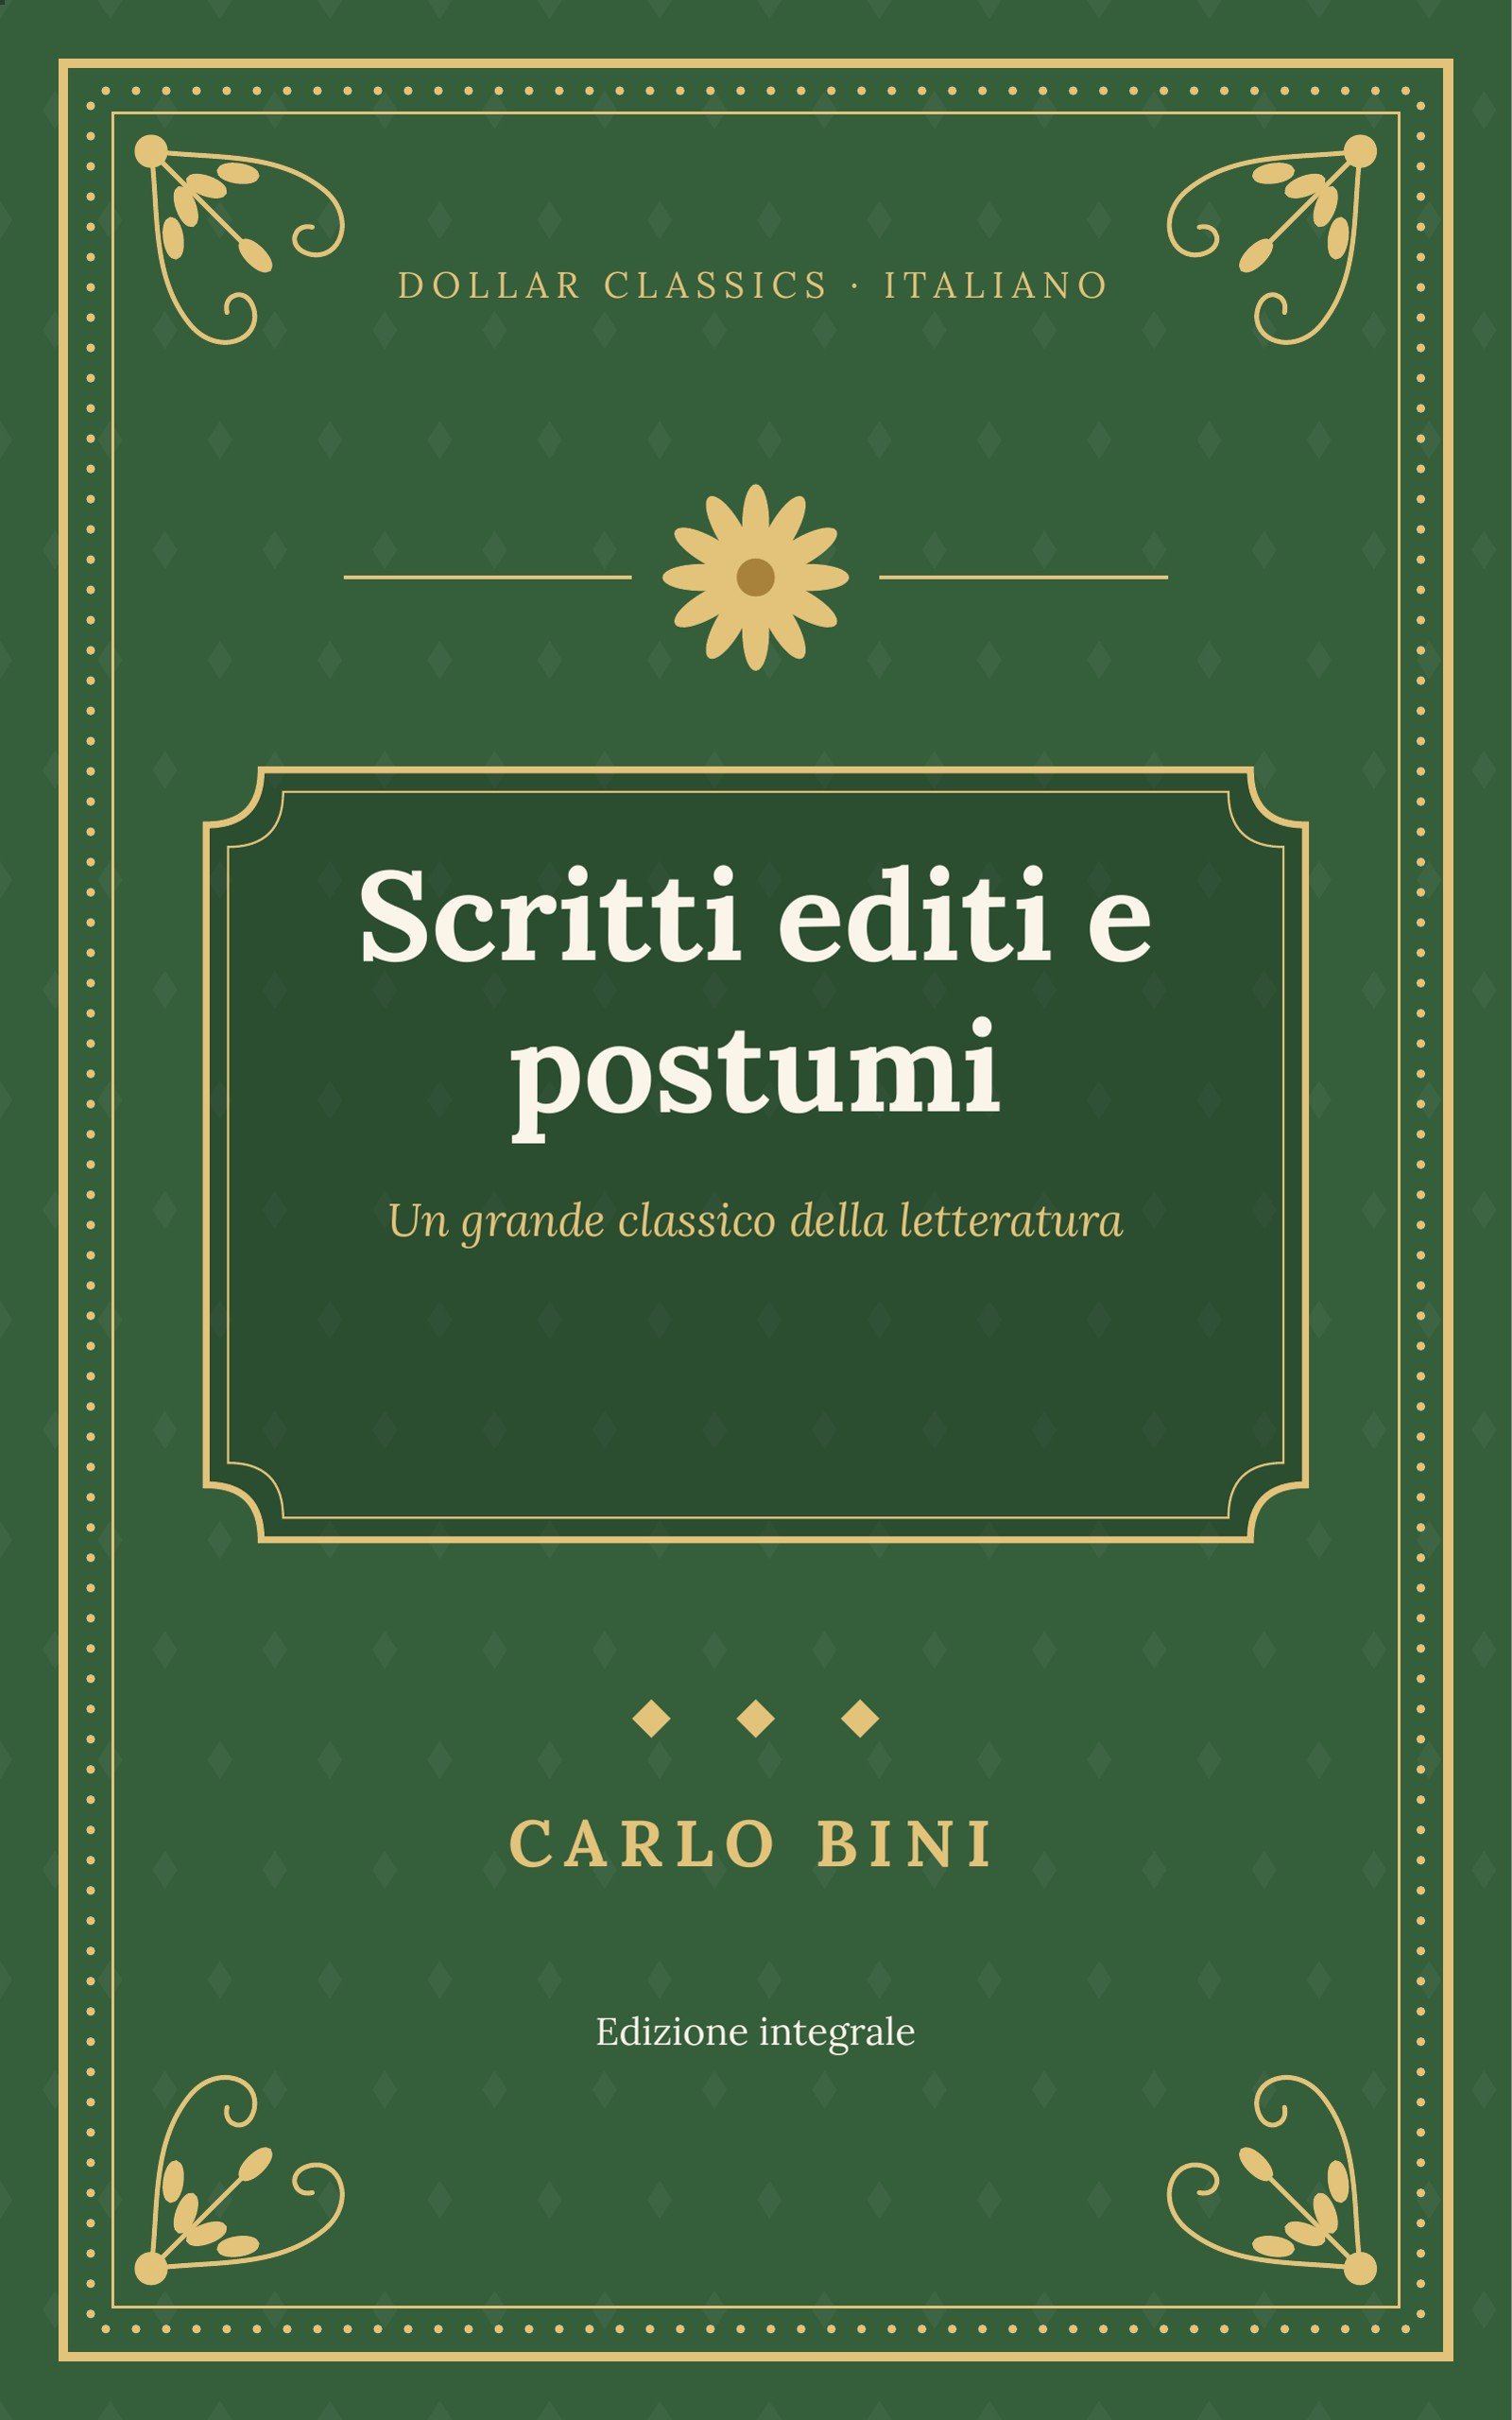 DOLLAR CLASSICS · ITALIANO
Scritti editi e
postumi
Un grande classico della letteratura
CARLO BINI
Edizione integrale